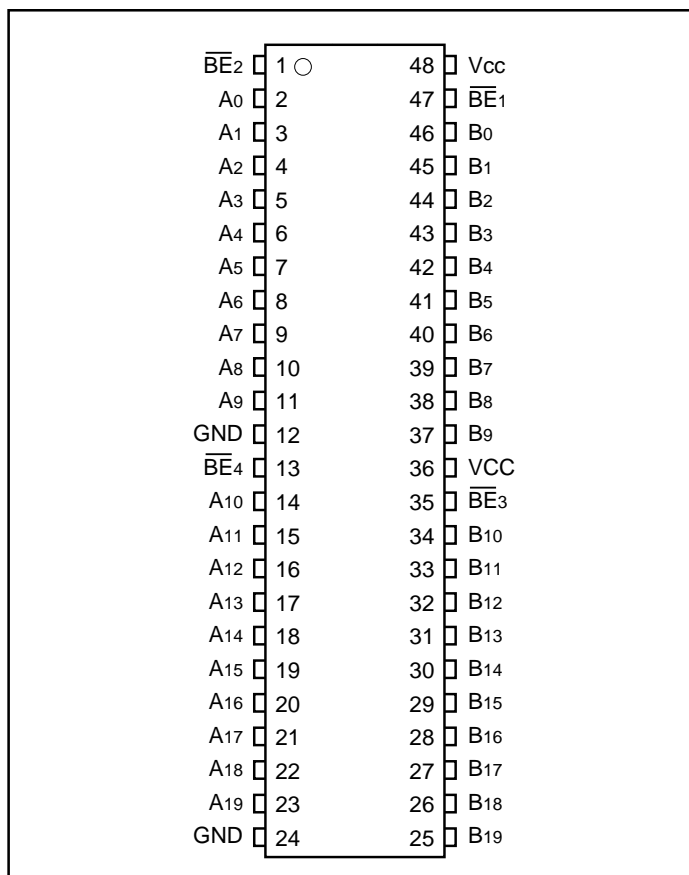 B̅E̅2 1 48 Vcc
A0 2 47 B̅E̅1
A1 3 46 B0
A2 4 45 B1
A3 5 44 B2
A4 6 43 B3
A5 7 42 B4
A6 8 41 B5
A7 9 40 B6
A8 10 39 B7
A9 11 38 B8
GND 12 37 B9
B̅E̅4 13 36 VCC
A10 14 35 B̅E̅3
A11 15 34 B10
A12 16 33 B11
A13 17 32 B12
A14 18 31 B13
A15 19 30 B14
A16 20 29 B15
A17 21 28 B16
A18 22 27 B17
A19 23 26 B18
GND 24 25 B19